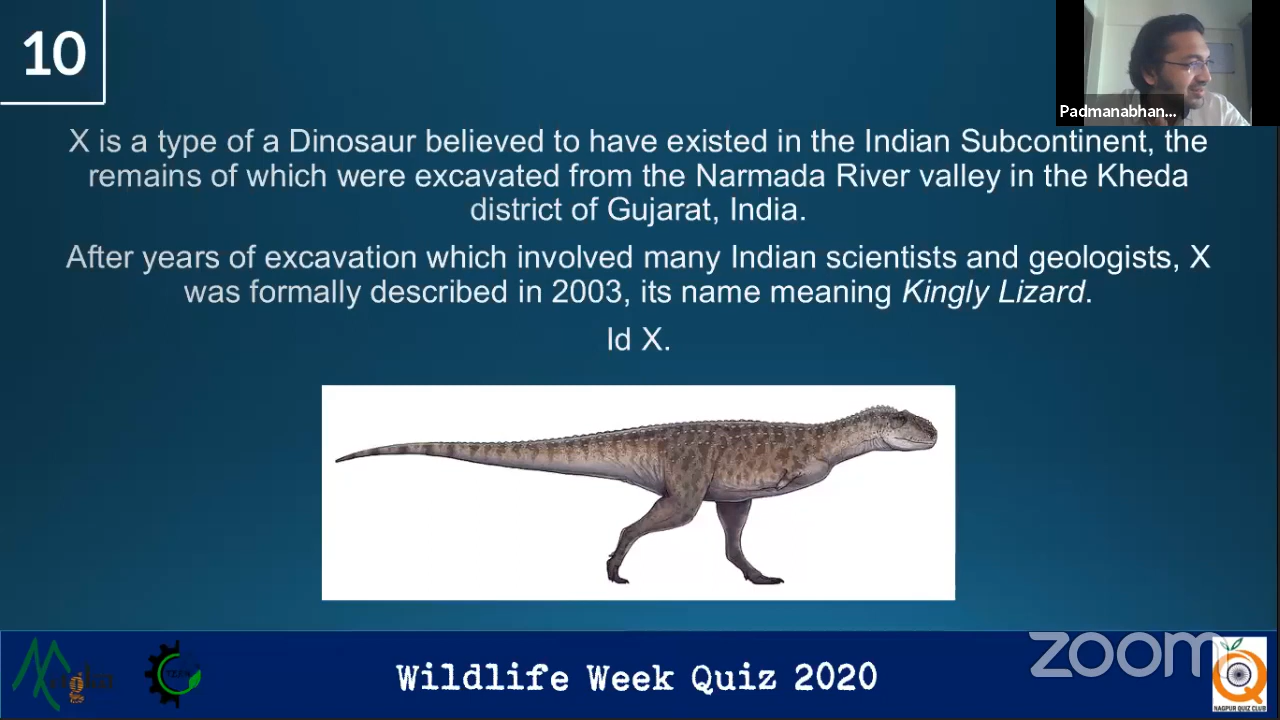 10
Padmanabhan...
X is a type of a Dinosaur believed to have existed in the Indian Subcontinent, the
remains of which were excavated from the Narmada River valley in the Kheda
district of Gujarat, India.
After years of excavation which involved many Indian scientists and geologists, X
was formally described in 2003, its name meaning Kingly Lizard.
Id X.
Wildlife Week Quiz 2020
zoom
NAGPUR QUIZ CLUB